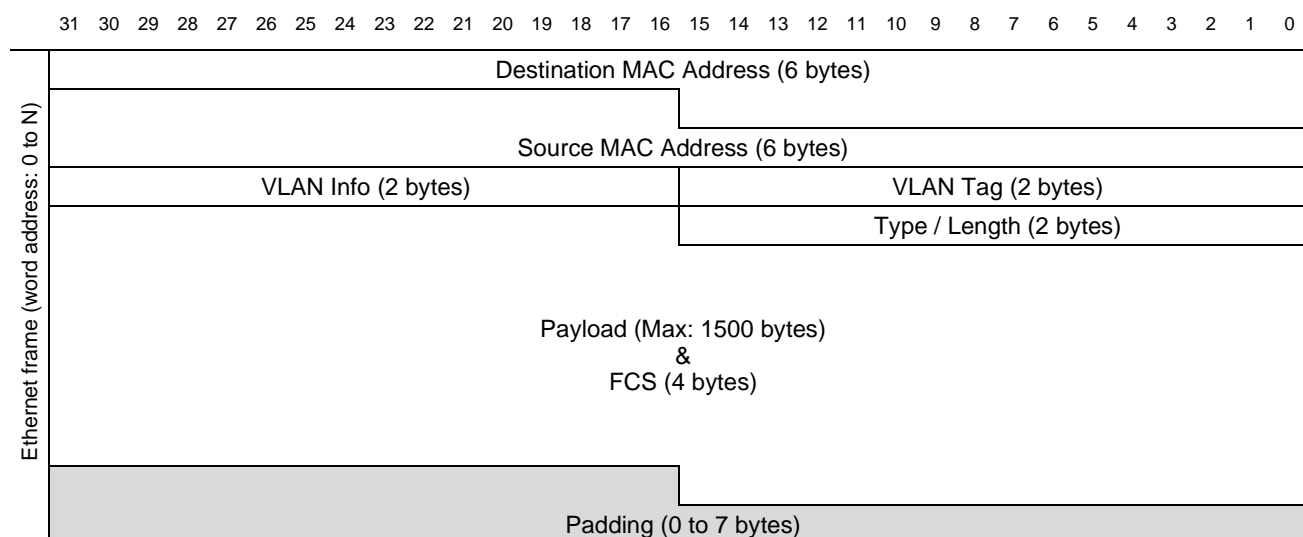 31 30 29 28 27 26 25 24 23 22 21 20 19 18 17 16 15 14 13 12 11 10 9 8 7 6 5 4 3 2 1 0
Ethernet frame (word address: 0 to N)
Destination MAC Address (6 bytes)
Source MAC Address (6 bytes)
VLAN Info (2 bytes) VLAN Tag (2 bytes)
Type / Length (2 bytes)
Payload (Max: 1500 bytes)
&
FCS (4 bytes)
Padding (0 to 7 bytes)